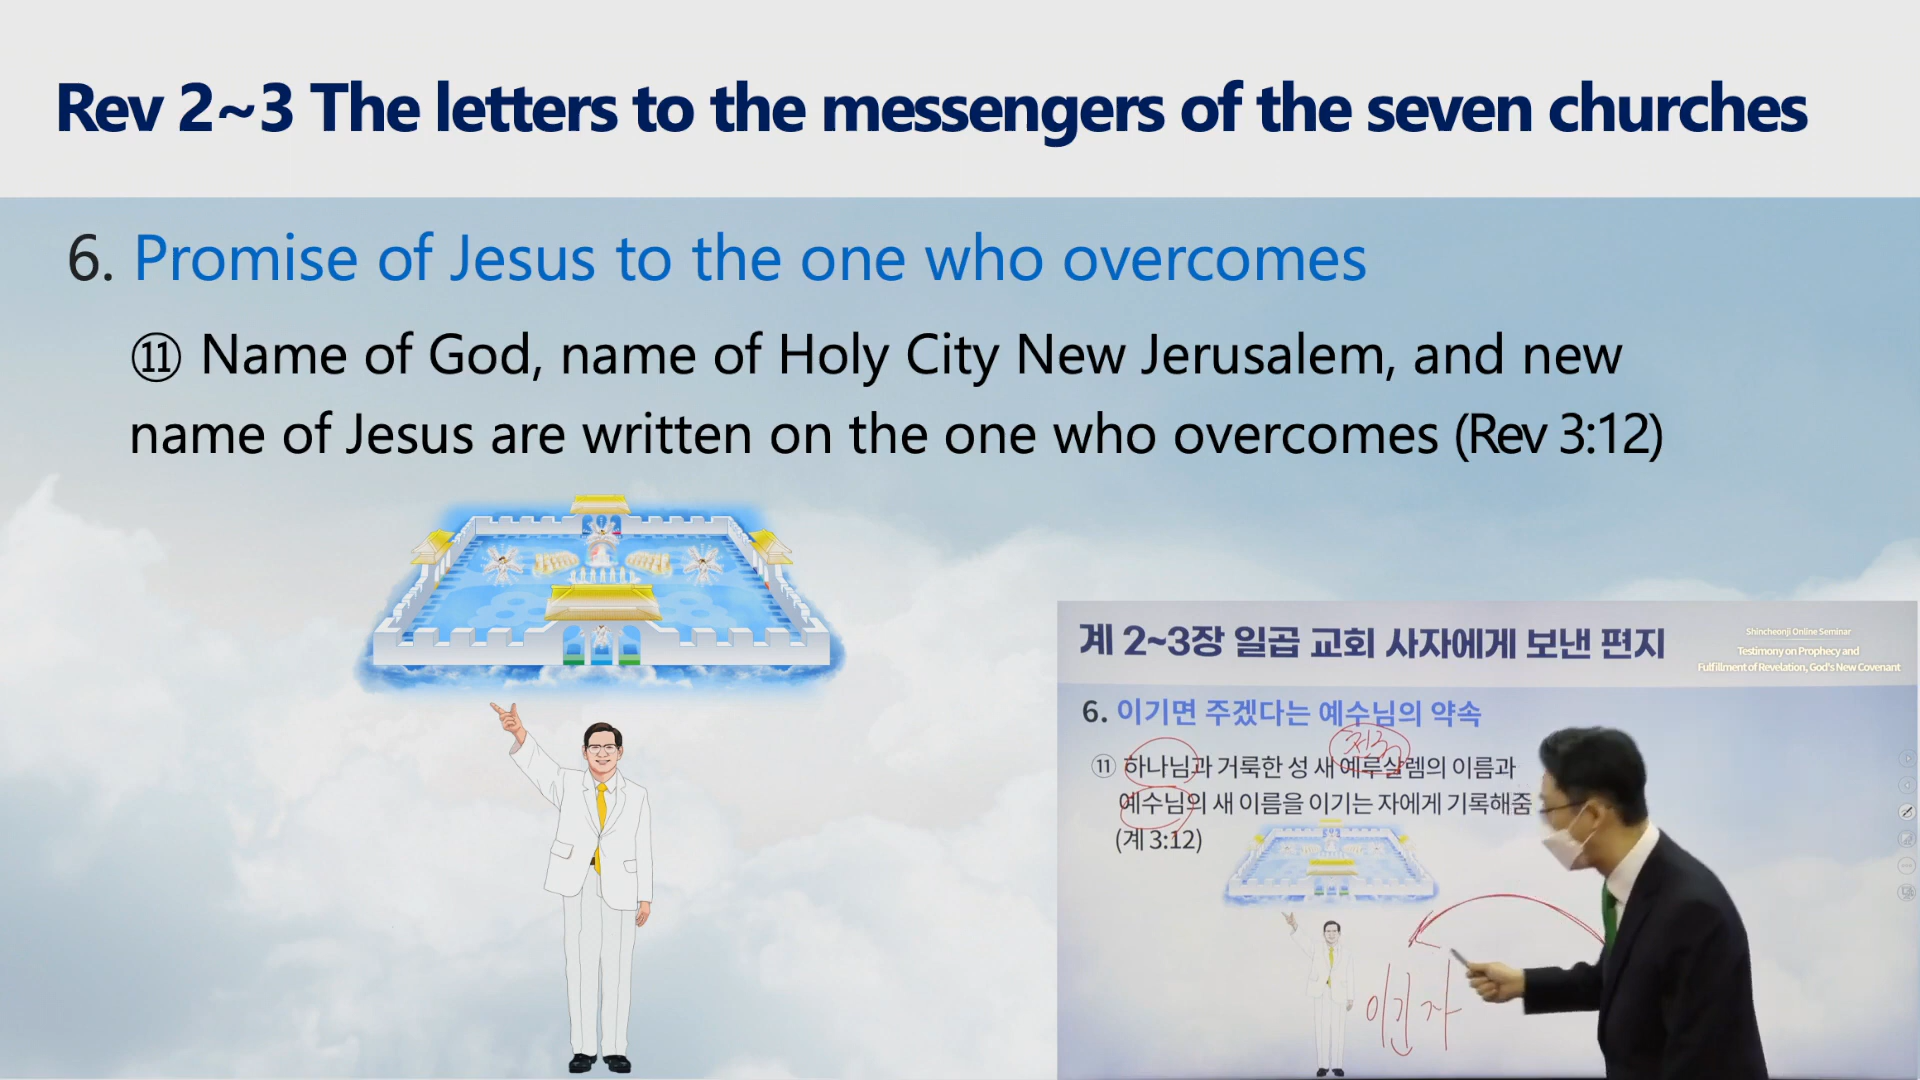 Rev 2~3 The letters to the messengers of the seven churches
6. Promise of Jesus to the one who overcomes
⑪ Name of God, name of Holy City New Jerusalem, and new
name of Jesus are written on the one who overcomes (Rev 3:12)
계 2~3장 일곱 교회 사자에게 보낸 편지
Shincheonji Online Seminar
Testimony on Prophecy and
Fulfillment of Revelation, God's New Covenant
6. 이기면 주겠다는 예수님의 약속
⑪ 하나님과 거룩한 성 새 예루살렘의 이름과
예수님의 새 이름을 이기는 자에게 기록해줌
(계 3:12)
이긴자